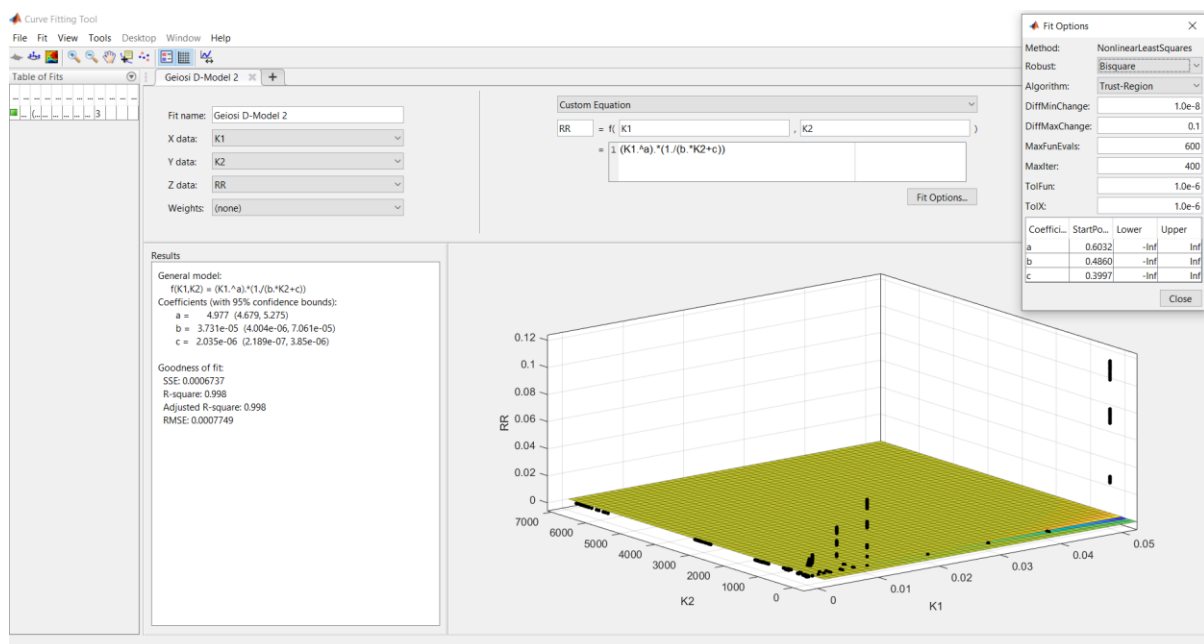 Curve Fitting Tool
File Fit View Tools Desktop Window Help
Table of Fits
3
Geiosi D-Model 2
Fit name: Geiosi D-Model 2
X data: K1
Y data: K2
Z data: RR
Weights: (none)
Custom Equation
RR = f( K1 , K2 )
= 1 (K1.^a).*(1./(b.*K2+c))
Fit Options...
Results
General model:
f(K1,K2) = (K1.^a).*(1./(b.*K2+c))
Coefficients (with 95% confidence bounds):
a = 4.977 (4.679, 5.275)
b = 3.731e-05 (4.004e-06, 7.061e-05)
c = 2.035e-06 (2.189e-07, 3.85e-06)
Goodness of fit:
SSE: 0.0006737
R-square: 0.998
Adjusted R-square: 0.998
RMSE: 0.0007749
0.12
0.1
0.08
0.06
0.04
0.02
0
RR
7000
6000
5000
4000
3000
2000
1000
0
K2
0
0.01
0.02
0.03
0.04
0.05
K1
Fit Options
Method: NonlinearLeastSquares
Robust: Bisquare
Algorithm: Trust-Region
DiffMinChange: 1.0e-8
DiffMaxChange: 0.1
MaxFunEvals: 600
MaxIter: 400
TolFun: 1.0e-6
TolX: 1.0e-6
Coeffici... StartPo... Lower Upper
a 0.6032 -Inf Inf
b 0.4860 -Inf Inf
c 0.3997 -Inf Inf
Close